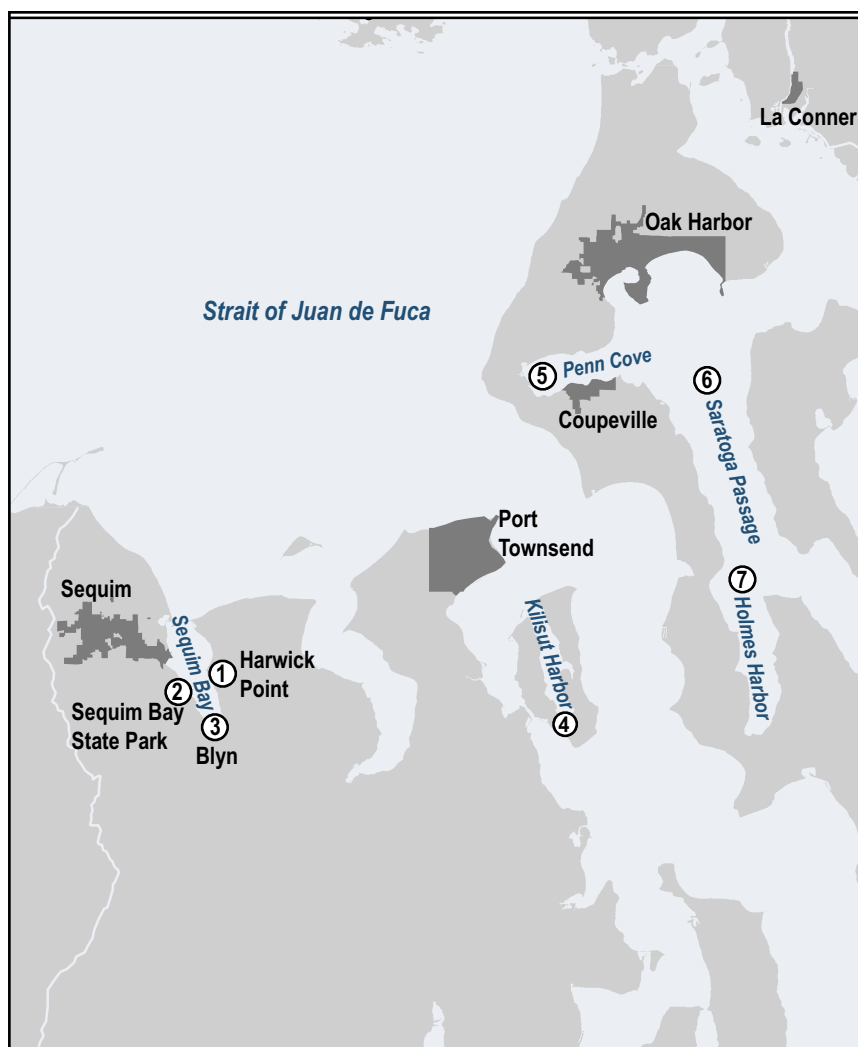 La Conner
Oak Harbor
Strait of Juan de Fuca
5
Penn Cove
6
Coupeville
Saratoga Passage
Port
Townsend
7
Sequim
Kilisut Harbor
Holmes Harbor
Sequim Bay
1
Harwick
Point
2
Sequim Bay
State Park
3
Blyn
4